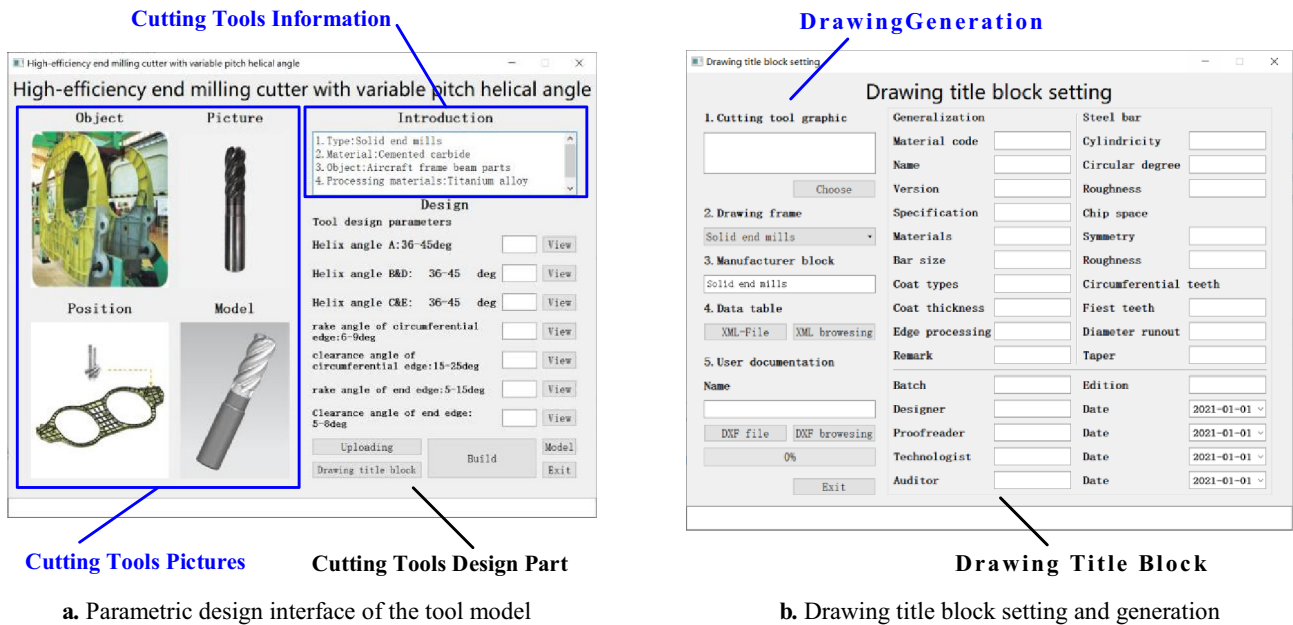 Cutting Tools Information
High-efficiency end milling cutter with variable pitch helical angle
High-efficiency end milling cutter with variable pitch helical angle
Object
Picture
Position
Model
Introduction
1.Type:Solid end mills
2.Material:Cemented carbide
3.Object:Aircraft frame beam parts
4.Processing materials:Titanium alloy
Design
Tool design parameters
Helix angle A:36-45deg View
Helix angle B&D: 36-45 deg View
Helix angle C&E: 36-45 deg View
rake angle of circumferential
edge:6-9deg View
clearance angle of
circumferential edge:15-25deg View
rake angle of end edge:5-15deg View
Clearance angle of end edge:
5-8deg View
Uploading
Build
Model
Drawing title block
Exit
Cutting Tools Pictures
Cutting Tools Design Part
a. Parametric design interface of the tool model
DrawingGeneration
Drawing title block setting
Drawing title block setting
1.Cutting tool graphic
Choose
2.Drawing frame
Solid end mills
3.Manufacturer block
Solid end mills
4.Data table
XML-File XML browesing
5.User documentation
Name
DXF file DXF browesing
0%
Exit
Generalization
Material code
Name
Version
Specification
Materials
Bar size
Coat types
Coat thickness
Edge processing
Remark
Steel bar
Cylindricity
Circular degree
Roughness
Chip space
Symmetry
Roughness
Circumferential teeth
Fiest teeth
Diameter runout
Taper
Batch Edition
Designer Date 2021-01-01
Proofreader Date 2021-01-01
Technologist Date 2021-01-01
Auditor Date 2021-01-01
Drawing Title Block
b. Drawing title block setting and generation